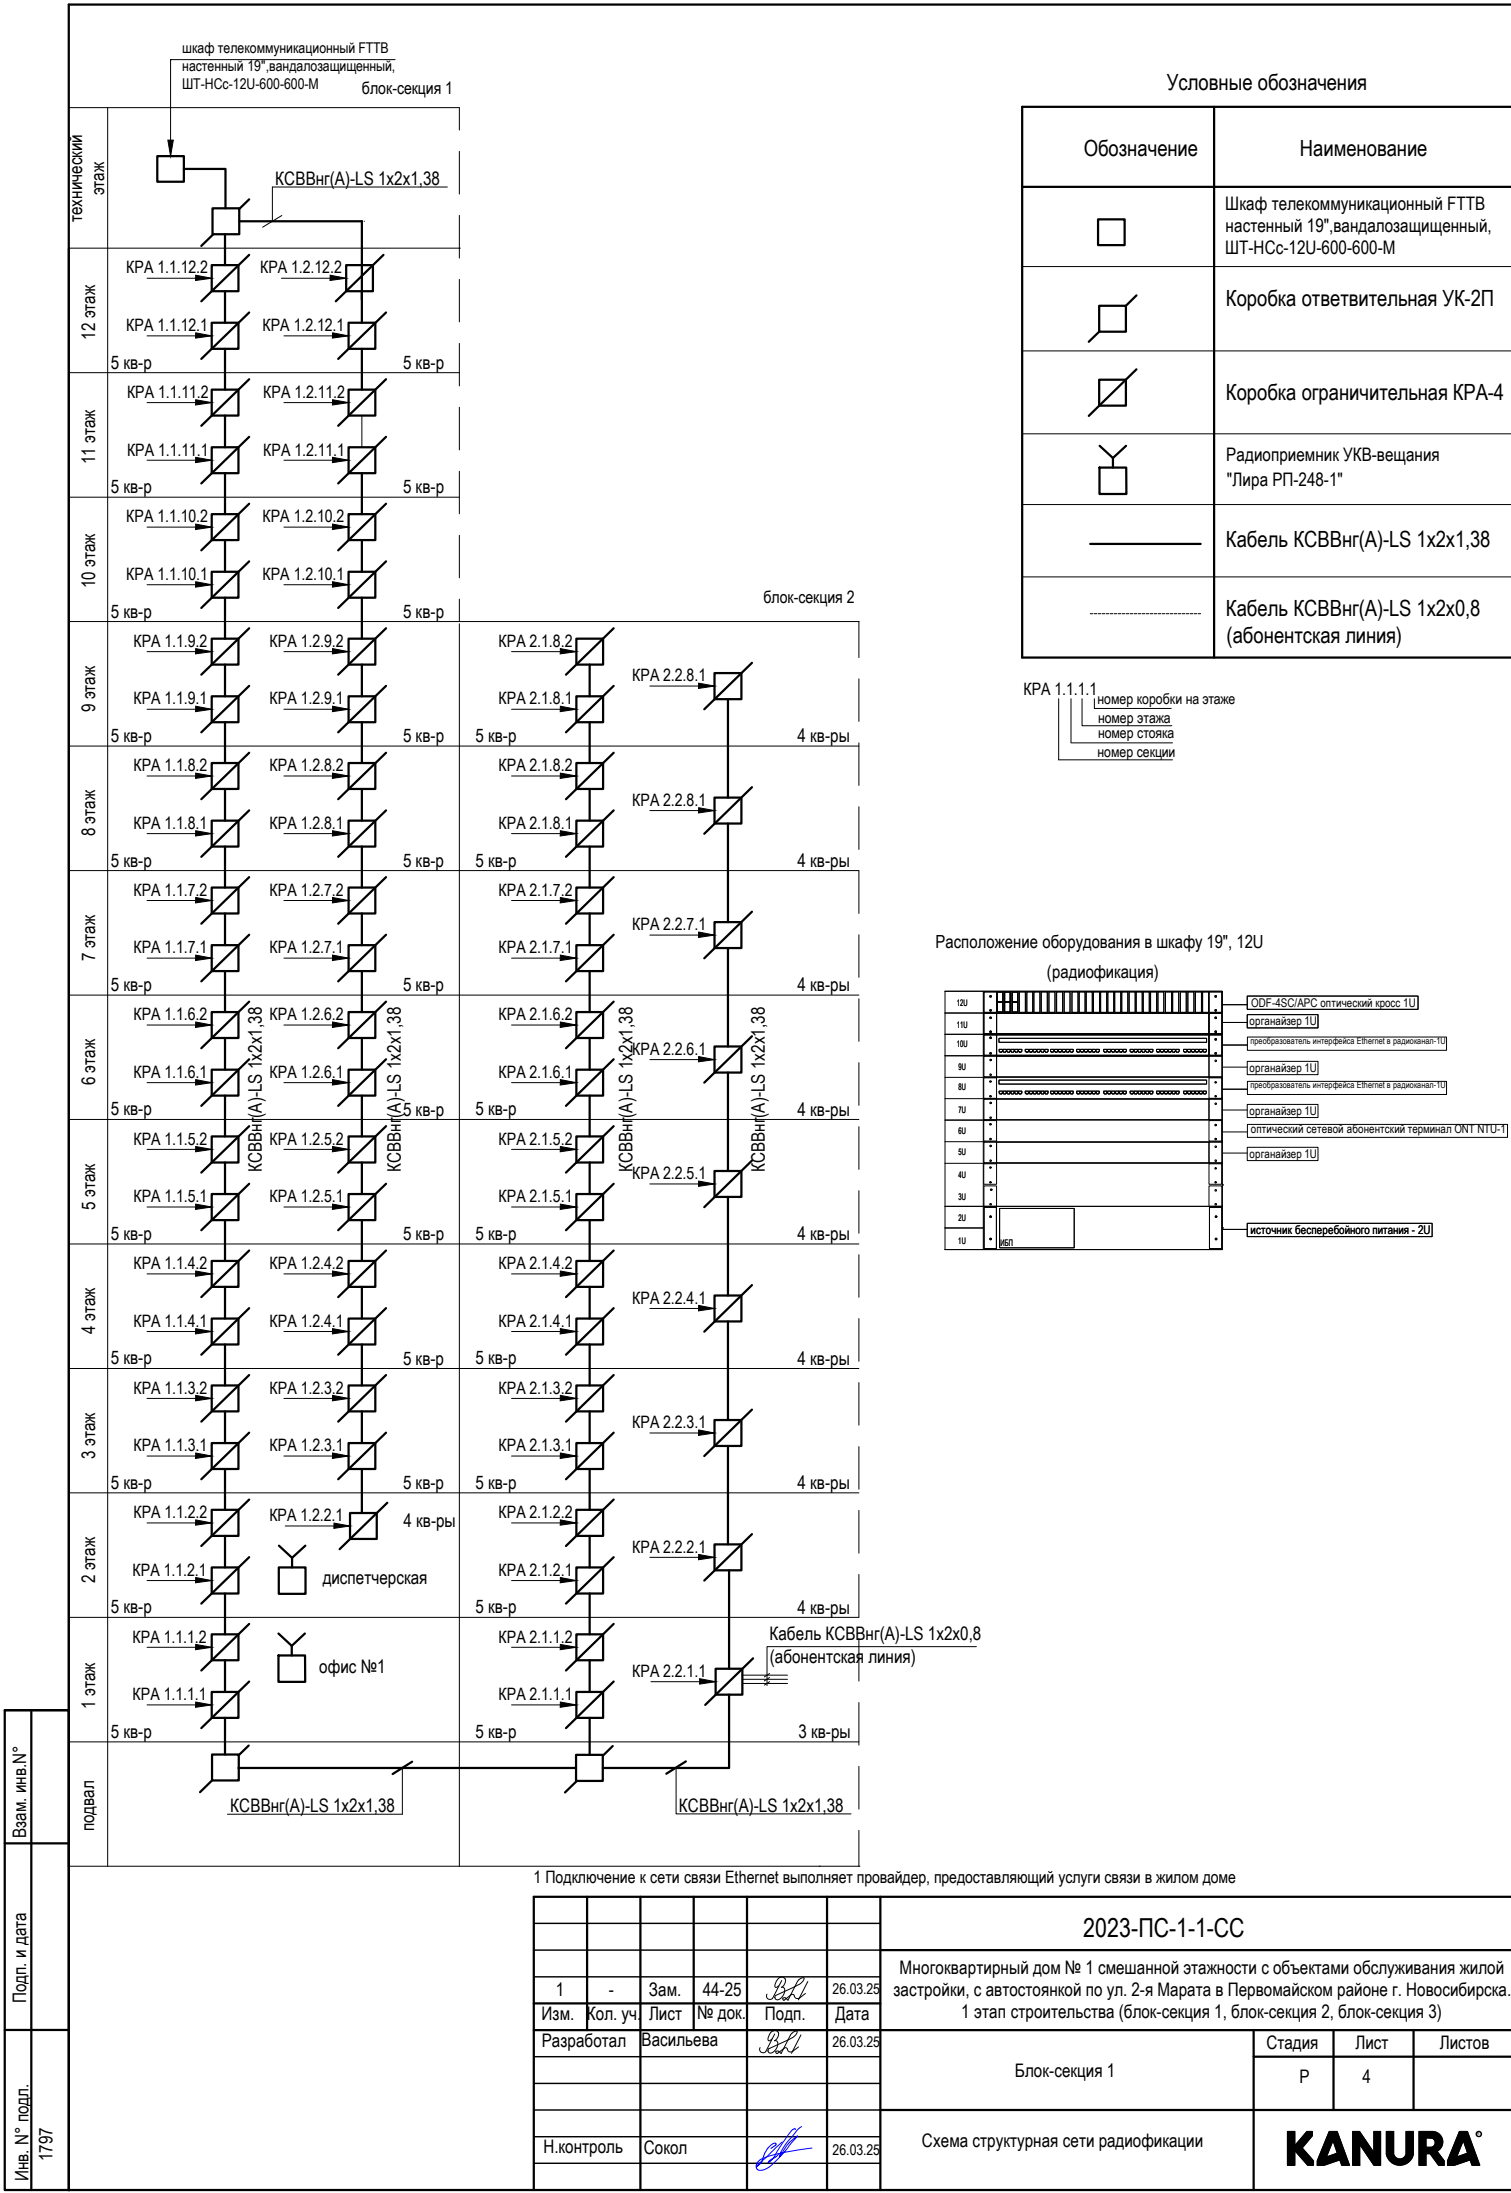 шкаф телекоммуникационный FTTB
настенный 19",вандалозащищенный,
ШТ-НСс-12U-600-600-М
блок-секция 1
технический
этаж
КСВВнг(А)-LS 1х2х1,38
12 этаж
КРА 1.1.12.2
КРА 1.2.12.2
КРА 1.1.12.1
КРА 1.2.12.1
5 кв-р
5 кв-р
11 этаж
КРА 1.1.11.2
КРА 1.2.11.2
КРА 1.1.11.1
КРА 1.2.11.1
5 кв-р
5 кв-р
10 этаж
КРА 1.1.10.2
КРА 1.2.10.2
КРА 1.1.10.1
КРА 1.2.10.1
5 кв-р
5 кв-р
блок-секция 2
9 этаж
КРА 1.1.9.2
КРА 1.2.9.2
КРА 2.1.8.2
КРА 2.2.8.1
КРА 1.1.9.1
КРА 1.2.9.1
КРА 2.1.8.1
5 кв-р
5 кв-р
5 кв-р
4 кв-ры
8 этаж
КРА 1.1.8.2
КРА 1.2.8.2
КРА 2.1.8.2
КРА 2.2.8.1
КРА 1.1.8.1
КРА 1.2.8.1
КРА 2.1.8.1
5 кв-р
5 кв-р
5 кв-р
4 кв-ры
7 этаж
КРА 1.1.7.2
КРА 1.2.7.2
КРА 2.1.7.2
КРА 2.2.7.1
КРА 1.1.7.1
КРА 1.2.7.1
КРА 2.1.7.1
5 кв-р
5 кв-р
5 кв-р
4 кв-ры
6 этаж
КРА 1.1.6.2
КРА 1.2.6.2
КРА 2.1.6.2
КРА 2.2.6.1
КРА 1.1.6.1
КРА 1.2.6.1
КРА 2.1.6.1
5 кв-р
5 кв-р
5 кв-р
4 кв-ры
КСВВнг(А)-LS 1х2х1,38
КСВВнг(А)-LS 1х2х1,38
КСВВнг(А)-LS 1х2х1,38
КСВВнг(А)-LS 1х2х1,38
5 этаж
КРА 1.1.5.2
КРА 1.2.5.2
КРА 2.1.5.2
КРА 2.2.5.1
КРА 1.1.5.1
КРА 1.2.5.1
КРА 2.1.5.1
5 кв-р
5 кв-р
5 кв-р
4 кв-ры
4 этаж
КРА 1.1.4.2
КРА 1.2.4.2
КРА 2.1.4.2
КРА 2.2.4.1
КРА 1.1.4.1
КРА 1.2.4.1
КРА 2.1.4.1
5 кв-р
5 кв-р
5 кв-р
4 кв-ры
3 этаж
КРА 1.1.3.2
КРА 1.2.3.2
КРА 2.1.3.2
КРА 2.2.3.1
КРА 1.1.3.1
КРА 1.2.3.1
КРА 2.1.3.1
5 кв-р
5 кв-р
5 кв-р
4 кв-ры
2 этаж
КРА 1.1.2.2
КРА 1.2.2.1
4 кв-ры
КРА 2.1.2.2
КРА 2.2.2.1
КРА 1.1.2.1
диспетчерская
КРА 2.1.2.1
5 кв-р
5 кв-р
4 кв-ры
1 этаж
КРА 1.1.1.2
офис №1
КРА 2.1.1.2
Кабель КСВВнг(А)-LS 1х2х0,8
(абонентская линия)
КРА 2.2.1.1
КРА 1.1.1.1
КРА 2.1.1.1
5 кв-р
5 кв-р
3 кв-ры
подвал
КСВВнг(А)-LS 1х2х1,38
КСВВнг(А)-LS 1х2х1,38
Условные обозначения
Обозначение
Наименование
Шкаф телекоммуникационный FTTB
настенный 19",вандалозащищенный,
ШТ-НСс-12U-600-600-М
Коробка ответвительная УК-2П
Коробка ограничительная КРА-4
Радиоприемник УКВ-вещания
"Лира РП-248-1"
Кабель КСВВнг(А)-LS 1х2х1,38
Кабель КСВВнг(А)-LS 1х2х0,8
(абонентская линия)
КРА 1.1.1.1
номер коробки на этаже
номер этажа
номер стояка
номер секции
Расположение оборудования в шкафу 19", 12U
(радиофикация)
12U
ODF-4SC/APC оптический кросс 1U
11U
органайзер 1U
10U
преобразователь интерфейса Ethernet в радиоканал-1U
9U
органайзер 1U
8U
преобразователь интерфейса Ethernet в радиоканал-1U
7U
органайзер 1U
6U
оптический сетевой абонентский терминал ONT NTU-1
5U
органайзер 1U
4U
3U
2U
источник бесперебойного питания - 2U
1U
ИБП
1 Подключение к сети связи Ethernet выполняет провайдер, предоставляющий услуги связи в жилом доме
2023-ПС-1-1-СС
Многоквартирный дом № 1 смешанной этажности с объектами обслуживания жилой
застройки, с автостоянкой по ул. 2-я Марата в Первомайском районе г. Новосибирска.
1 этап строительства (блок-секция 1, блок-секция 2, блок-секция 3)
1
-
Зам.
44-25
26.03.25
Изм.
Кол. уч.
Лист
№ док.
Подп.
Дата
Разработал
Васильева
26.03.25
Н.контроль
Сокол
26.03.25
Блок-секция 1
Стадия
Лист
Листов
Р
4
Схема структурная сети радиофикации
KANURA
Взам. инв.N°
Подп. и дата
Инв. N° подл.
1797